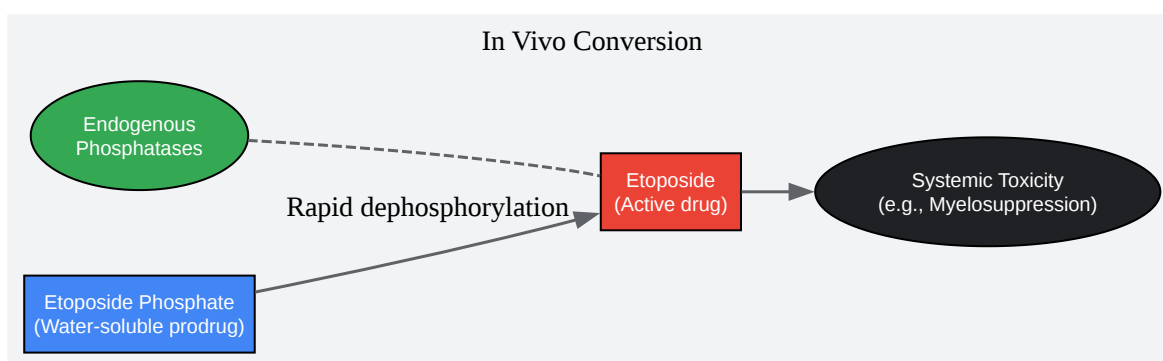 In Vivo Conversion
Endogenous
Phosphatases
Etoposide
(Active drug)
Systemic Toxicity
(e.g., Myelosuppression)
Rapid dephosphorylation
Etoposide Phosphate
(Water-soluble prodrug)